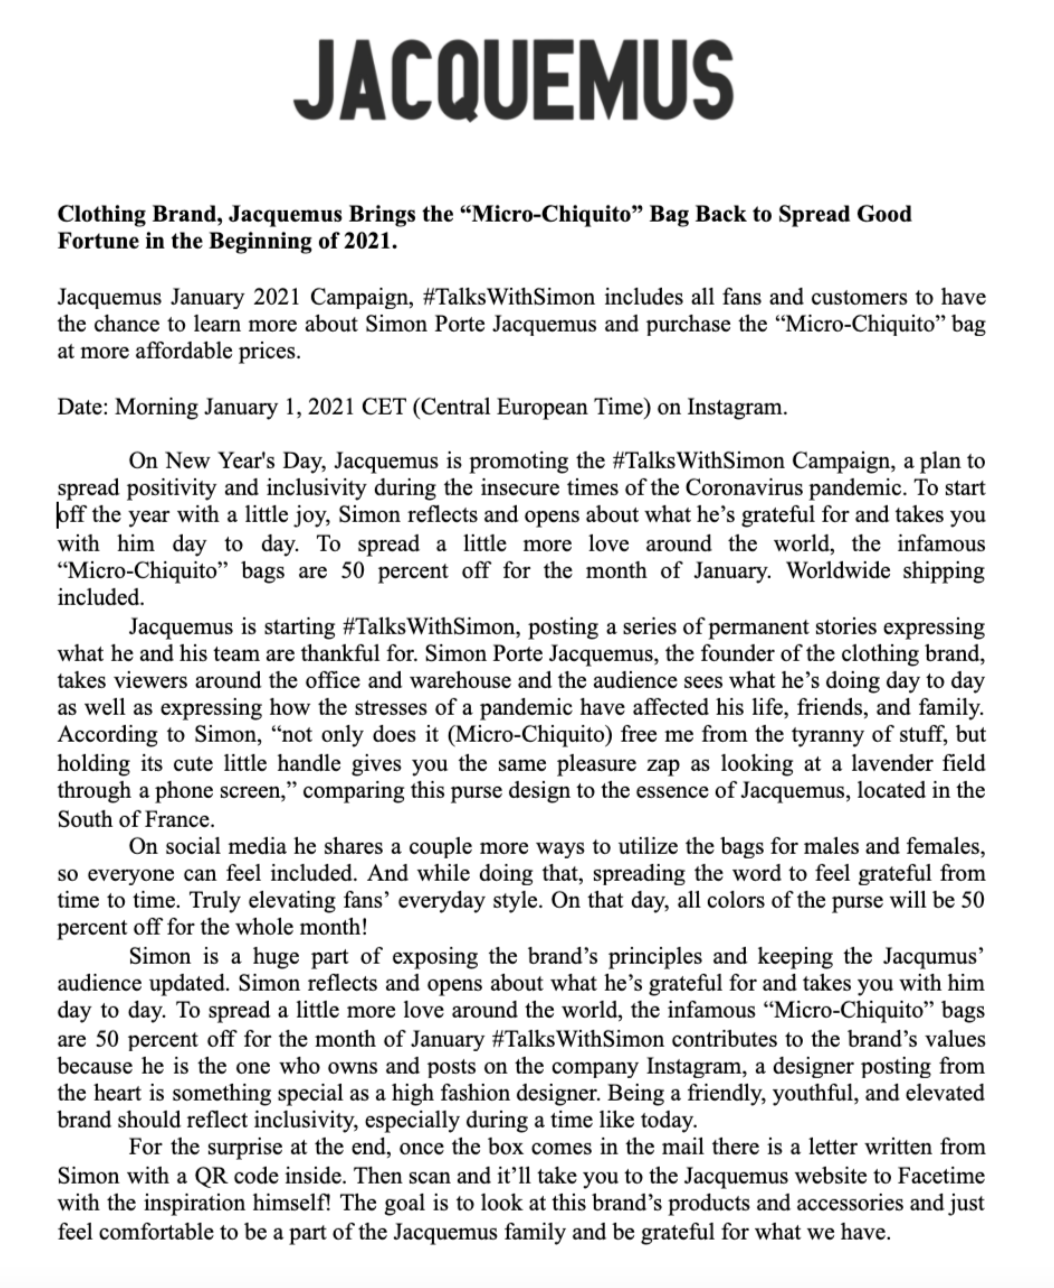 JACQUEMUS
Clothing Brand, Jacquemus Brings the “Micro-Chiquito” Bag Back to Spread Good
Fortune in the Beginning of 2021.
Jacquemus January 2021 Campaign, #TalksWithSimon includes all fans and customers to have
the chance to learn more about Simon Porte Jacquemus and purchase the “Micro-Chiquito” bag
at more affordable prices.
Date: Morning January 1, 2021 CET (Central European Time) on Instagram.
On New Year's Day, Jacquemus is promoting the #TalksWithSimon Campaign, a plan to
spread positivity and inclusivity during the insecure times of the Coronavirus pandemic. To start
off the year with a little joy, Simon reflects and opens about what he’s grateful for and takes you
with him day to day. To spread a little more love around the world, the infamous
“Micro-Chiquito” bags are 50 percent off for the month of January. Worldwide shipping
included.
Jacquemus is starting #TalksWithSimon, posting a series of permanent stories expressing
what he and his team are thankful for. Simon Porte Jacquemus, the founder of the clothing brand,
takes viewers around the office and warehouse and the audience sees what he’s doing day to day
as well as expressing how the stresses of a pandemic have affected his life, friends, and family.
According to Simon, “not only does it (Micro-Chiquito) free me from the tyranny of stuff, but
holding its cute little handle gives you the same pleasure zap as looking at a lavender field
through a phone screen,” comparing this purse design to the essence of Jacquemus, located in the
South of France.
On social media he shares a couple more ways to utilize the bags for males and females,
so everyone can feel included. And while doing that, spreading the word to feel grateful from
time to time. Truly elevating fans’ everyday style. On that day, all colors of the purse will be 50
percent off for the whole month!
Simon is a huge part of exposing the brand’s principles and keeping the Jacqumus’
audience updated. Simon reflects and opens about what he’s grateful for and takes you with him
day to day. To spread a little more love around the world, the infamous “Micro-Chiquito” bags
are 50 percent off for the month of January #TalksWithSimon contributes to the brand’s values
because he is the one who owns and posts on the company Instagram, a designer posting from
the heart is something special as a high fashion designer. Being a friendly, youthful, and elevated
brand should reflect inclusivity, especially during a time like today.
For the surprise at the end, once the box comes in the mail there is a letter written from
Simon with a QR code inside. Then scan and it’ll take you to the Jacquemus website to Facetime
with the inspiration himself! The goal is to look at this brand’s products and accessories and just
feel comfortable to be a part of the Jacquemus family and be grateful for what we have.